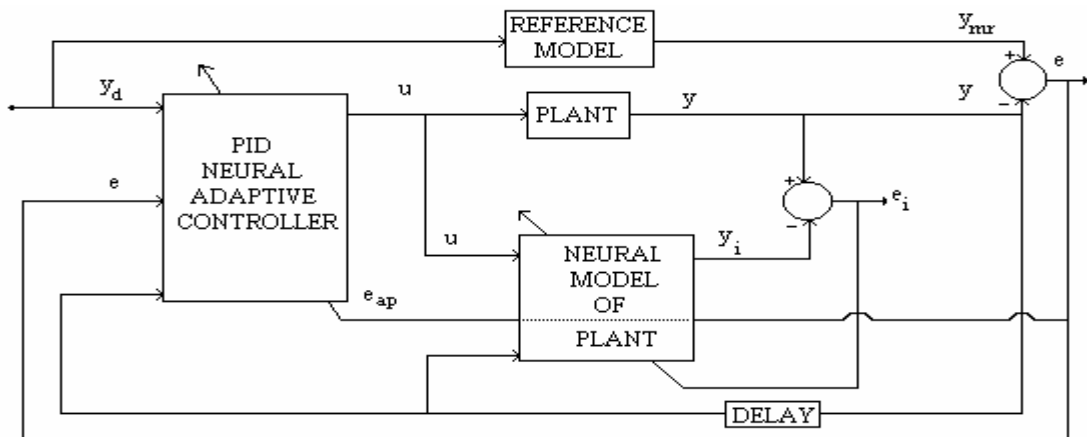 REFERENCE
MODEL
y_mr
+
e
-
y_d
u
PLANT
y
y
PID
NEURAL
ADAPTIVE
CONTROLLER
e
+
-
e_i
u
NEURAL
MODEL
OF
PLANT
y_i
e_ap
DELAY